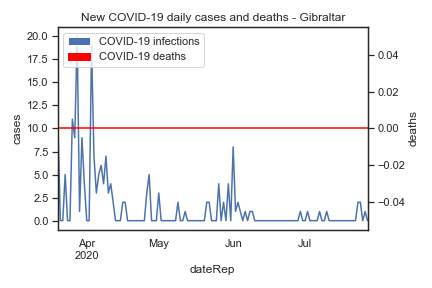 New COVID-19 daily cases and deaths - Gibraltar
COVID-19 infections
COVID-19 deaths
20.0
17.5
15.0
12.5
10.0
7.5
5.0
2.5
0.0
cases
0.04
0.02
0.00
−0.02
−0.04
deaths
Apr May Jun Jul
2020
dateRep